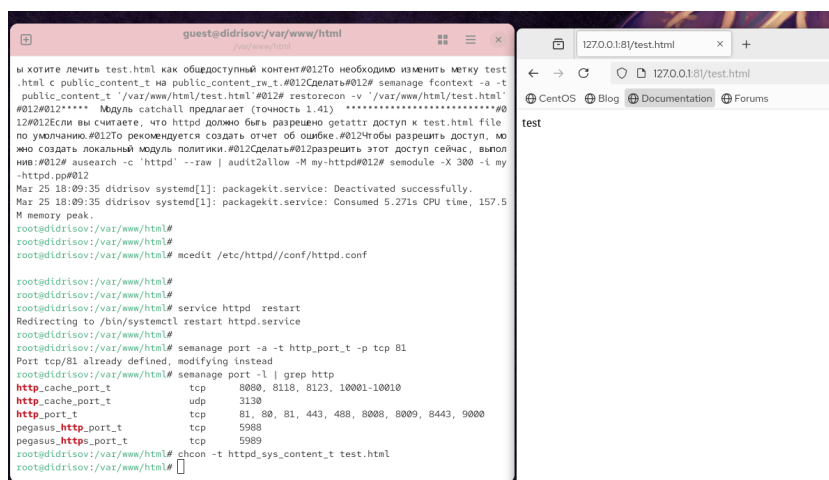 guest@didrisov:/var/www/html
/var/www/html
ы хотите лечить test.html как общедоступный контент#012То необходимо изменить метку test
.html с public_content_t на public_content_rw_t.#012Сделать#012# semanage fcontext -a -t
public_content_t '/var/www/html/test.html'#012# restorecon -v '/var/www/html/test.html'
#012#012***** Модуль catchall предлагает (точность 1.41) **************************#0
12#012Если вы считаете, что httpd должно быть разрешено getattr доступ к test.html file
по умолчанию.#012То рекомендуется создать отчет об ошибке.#012Чтобы разрешить доступ, мо
жно создать локальный модуль политики.#012Сделать#012разрешить этот доступ сейчас, выпол
нив:#012# ausearch -c 'httpd' --raw | audit2allow -M my-httpd#012# semodule -X 300 -i my
-httpd.pp#012
Mar 25 18:09:35 didrisov systemd[1]: packagekit.service: Deactivated successfully.
Mar 25 18:09:35 didrisov systemd[1]: packagekit.service: Consumed 5.271s CPU time, 157.5
M memory peak.
root@didrisov:/var/www/html#
root@didrisov:/var/www/html#
root@didrisov:/var/www/html# mcedit /etc/httpd//conf/httpd.conf
root@didrisov:/var/www/html#
root@didrisov:/var/www/html#
root@didrisov:/var/www/html# service httpd  restart
Redirecting to /bin/systemctl restart httpd.service
root@didrisov:/var/www/html#
root@didrisov:/var/www/html# semanage port -a -t http_port_t -p tcp 81
Port tcp/81 already defined, modifying instead
root@didrisov:/var/www/html# semanage port -l | grep http
http_cache_port_t tcp 8080, 8118, 8123, 10001-10010
http_cache_port_t udp 3130
http_port_t tcp 81, 80, 81, 443, 488, 8008, 8009, 8443, 9000
pegasus_http_port_t tcp 5988
pegasus_https_port_t tcp 5989
root@didrisov:/var/www/html# chcon -t httpd_sys_content_t test.html
root@didrisov:/var/www/html#
127.0.0.1:81/test.html
127.0.0.1:81/test.html
CentOS Blog Documentation Forums
test